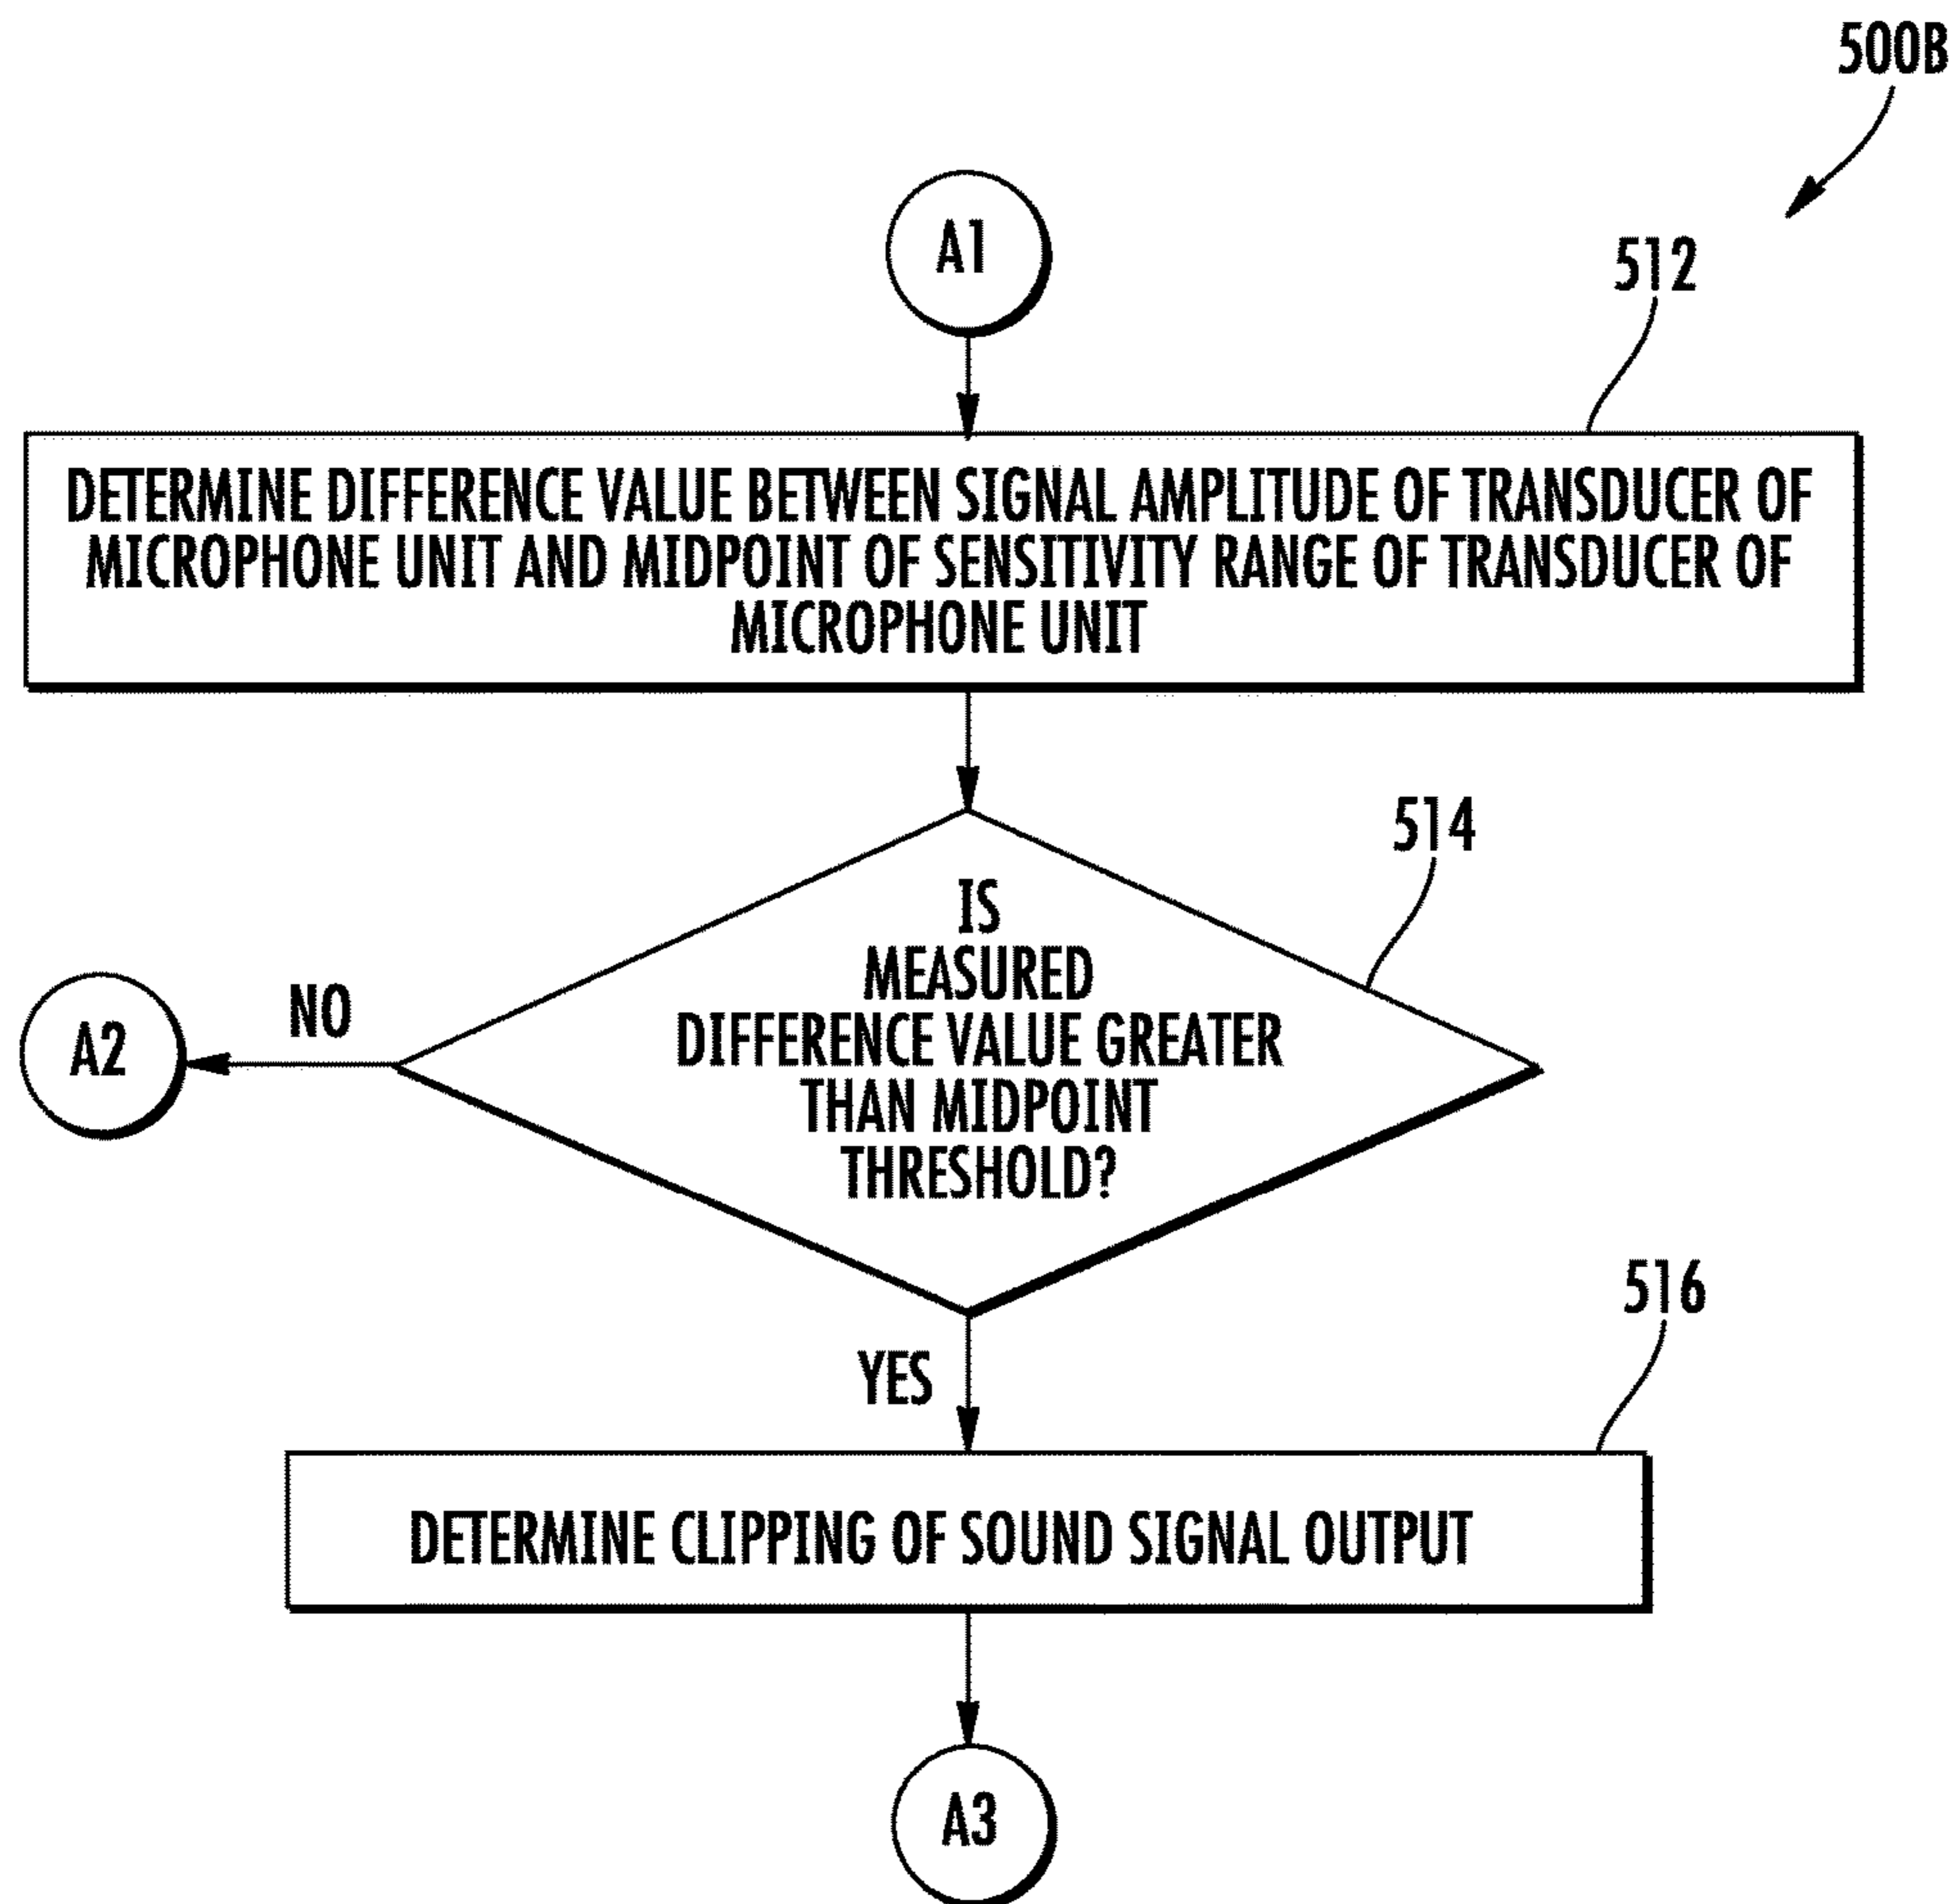 500B
A1
512
DETERMINE DIFFERENCE VALUE BETWEEN SIGNAL AMPLITUDE OF TRANSDUCER OF
MICROPHONE UNIT AND MIDPOINT OF SENSITIVITY RANGE OF TRANSDUCER OF
MICROPHONE UNIT
514
IS
MEASURED
DIFFERENCE VALUE GREATER
THAN MIDPOINT
THRESHOLD?
NO
A2
516
YES
DETERMINE CLIPPING OF SOUND SIGNAL OUTPUT
A3